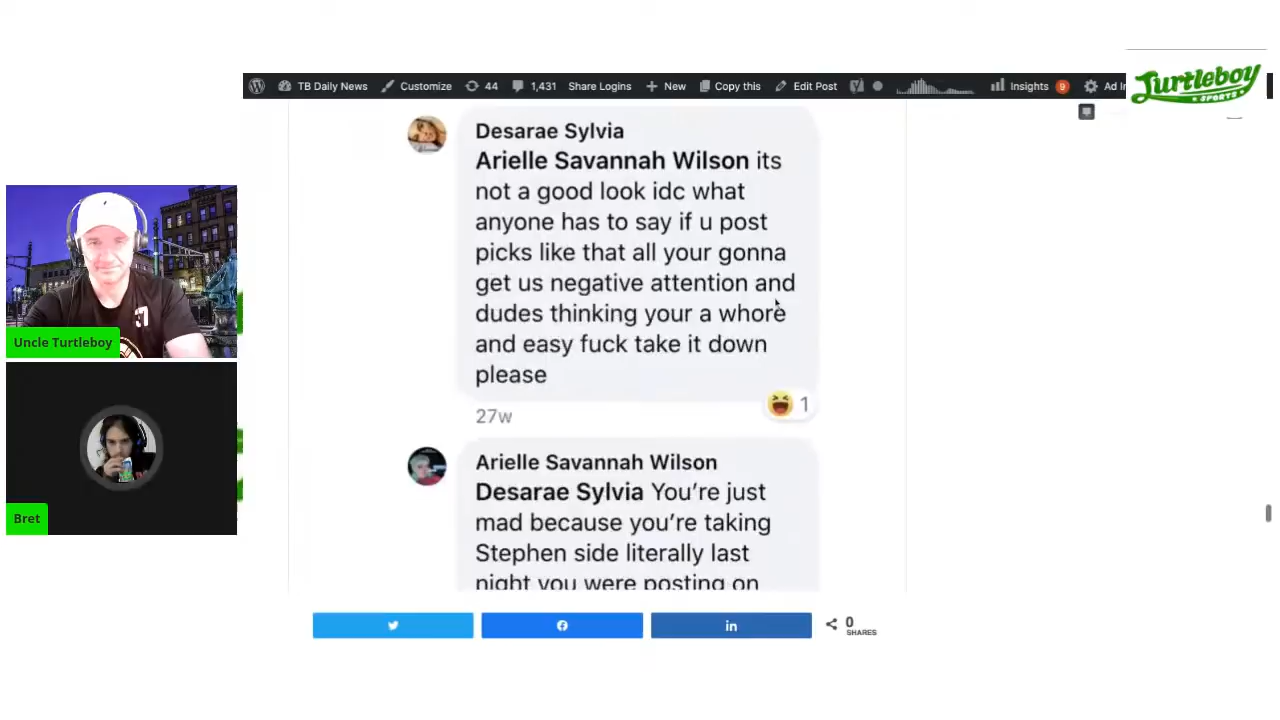 TB Daily News Customize 44 1,431 Share Logins New Copy this Edit Post Insights 9
Turtleboy
SPORTS
Desarae Sylvia
Arielle Savannah Wilson its
not a good look idc what
anyone has to say if u post
picks like that all your gonna
get us negative attention and
dudes thinking your a whore
and easy fuck take it down
please
27w
1
Arielle Savannah Wilson
Desarae Sylvia You're just
mad because you're taking
Stephen side literally last
night you were posting on
Uncle Turtleboy
Bret
0
SHARES